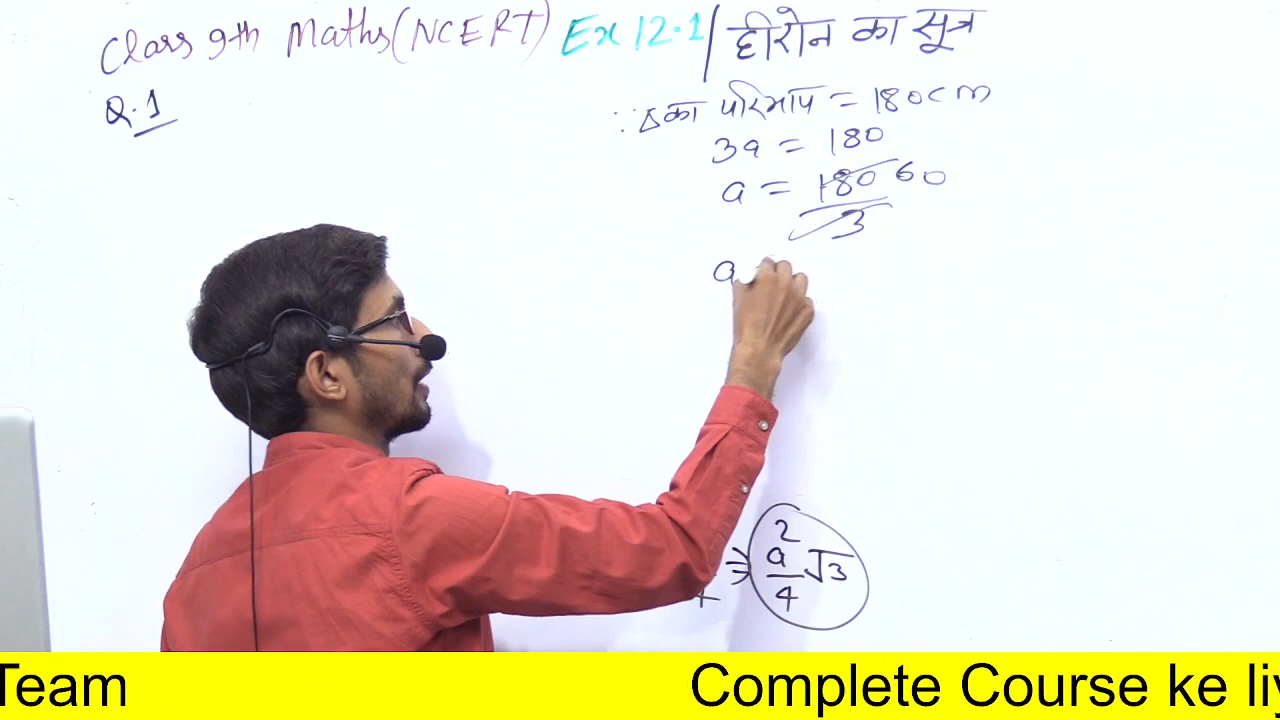 Class 9th Maths (NCERT) Ex 12.1 / हीरोन का सूत्र
Q.1
∵ Δ का परिमाप = 180cm
3a = 180
a = 180 60
3
a
⇒ a² √3
4
Team Complete Course ke liy